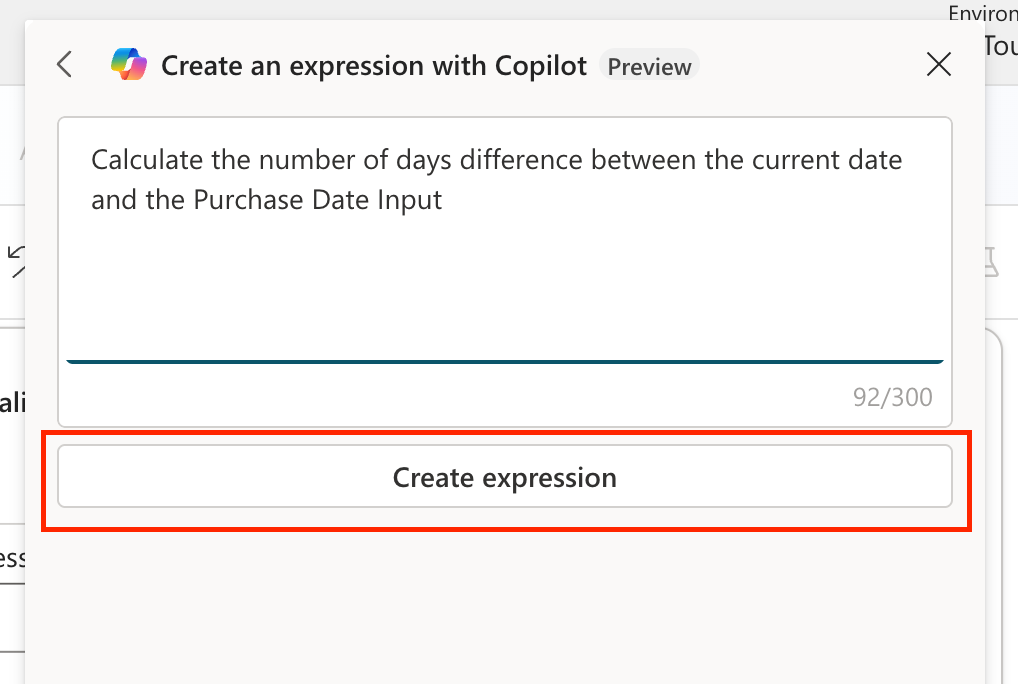 Environ
Tou
Create an expression with Copilot Preview
Calculate the number of days difference between the current date
and the Purchase Date Input
ali
92/300
Create expression
ess